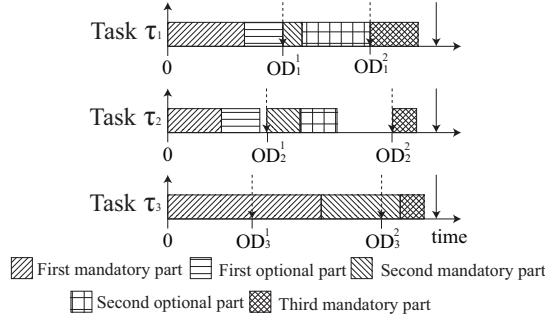 Task τ1
0 OD₁¹ OD₁²
Task τ2
0 OD₂¹ OD₂²
Task τ3
0 OD₃¹ OD₃² time
First mandatory part First optional part Second mandatory part
Second optional part Third mandatory part